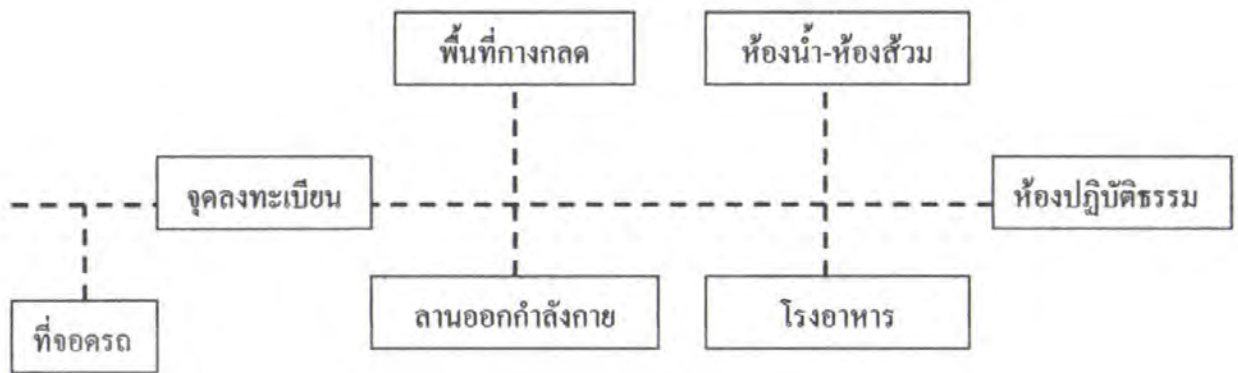 พื้นที่กางกลด
ห้องน้ำ-ห้องส้วม
จุดลงทะเบียน
ห้องปฏิบัติธรรม
ลานออกกำลังกาย
โรงอาหาร
ที่จอดรถ